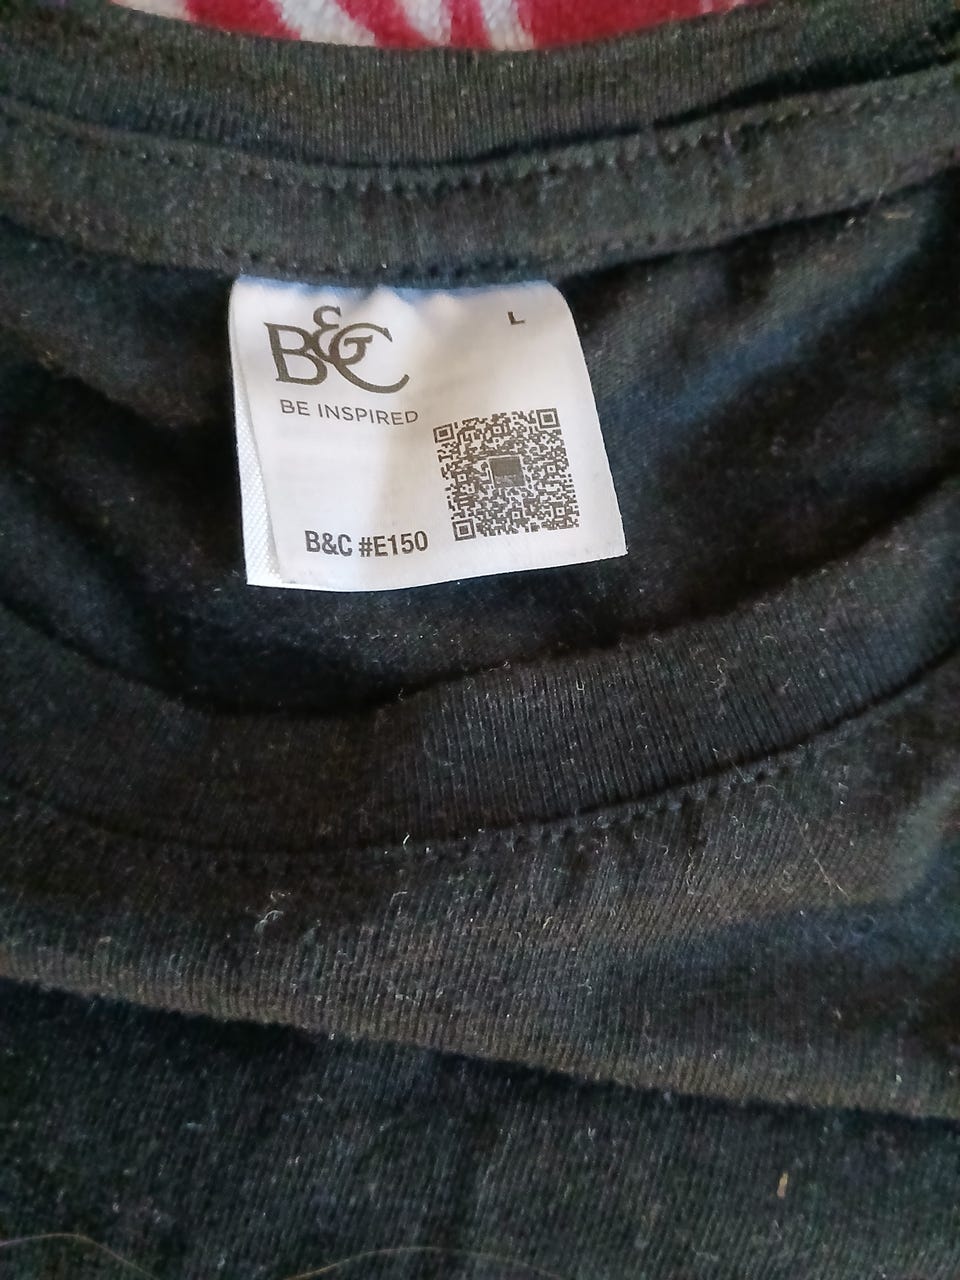 B&C
L
BE INSPIRED
B&C #E150